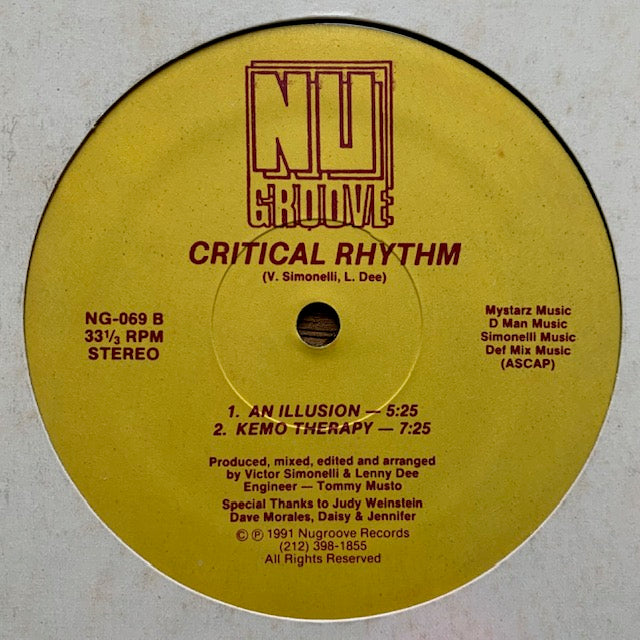 NU
GROOVE
CRITICAL RHYTHM
(V. Simonelli, L. Dee)
NG-069 B
33⅓ RPM
STEREO
Mystarz Music
D Man Music
Simonelli Music
Def Mix Music
(ASCAP)
1. AN ILLUSION — 5:25
2. KEMO THERAPY — 7:25
Produced, mixed, edited and arranged
by Victor Simonelli & Lenny Dee
Engineer — Tommy Musto
Special Thanks to Judy Weinstein
Dave Morales, Daisy & Jennifer
© ℗ 1991 Nugroove Records
(212) 398-1855
All Rights Reserved